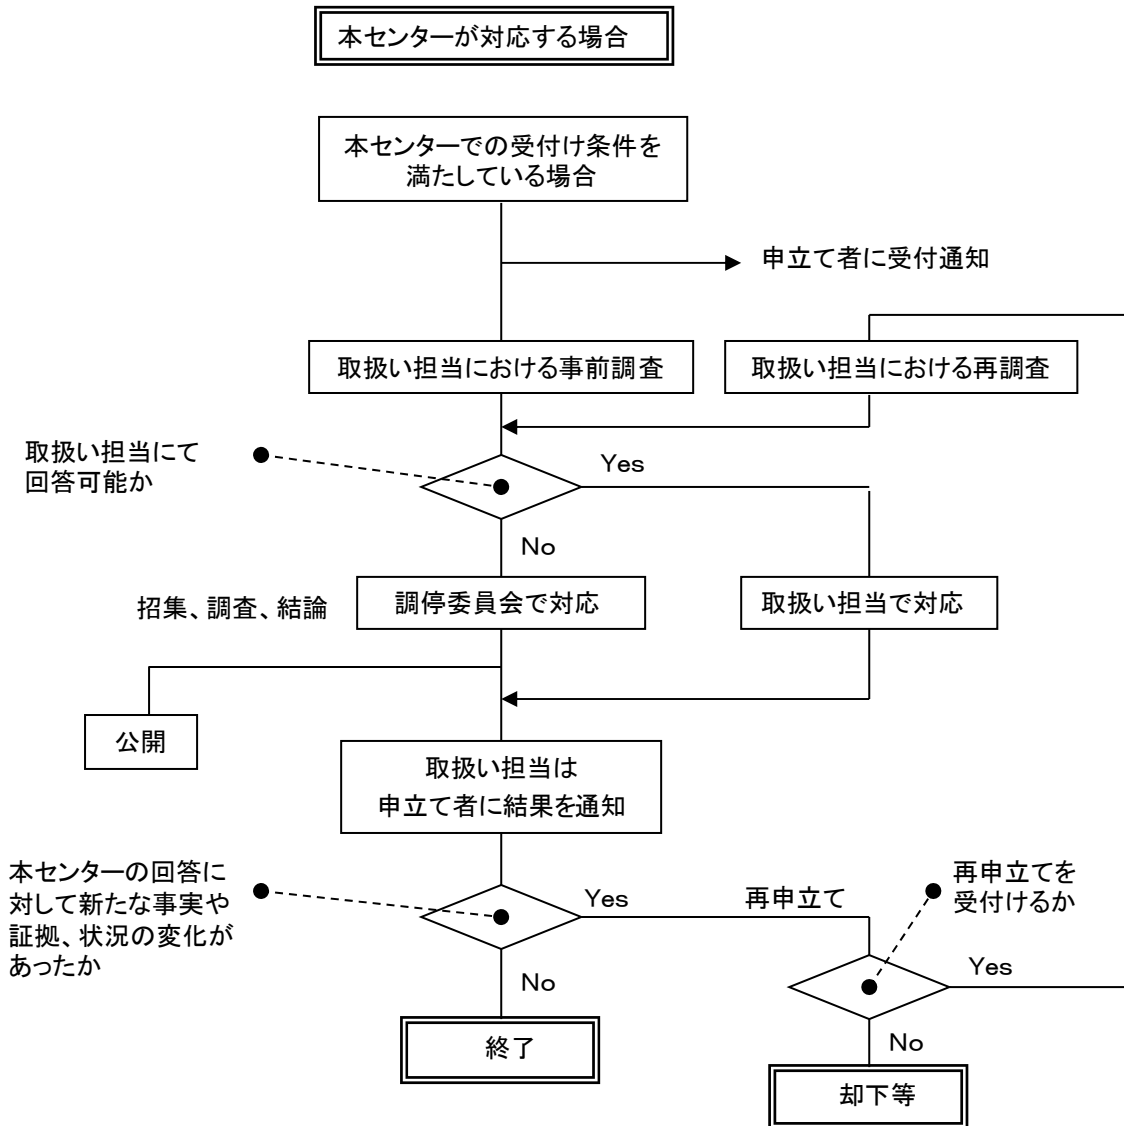 本センターが対応する場合
本センターでの受付け条件を
満たしている場合
申立て者に受付通知
取扱い担当における事前調査
取扱い担当における再調査
取扱い担当にて
回答可能か
Yes
No
招集、調査、結論
調停委員会で対応
取扱い担当で対応
公開
取扱い担当は
申立て者に結果を通知
本センターの回答に
対して新たな事実や
証拠、状況の変化が
あったか
Yes
再申立て
再申立てを
受付けるか
No
Yes
終了
No
却下等